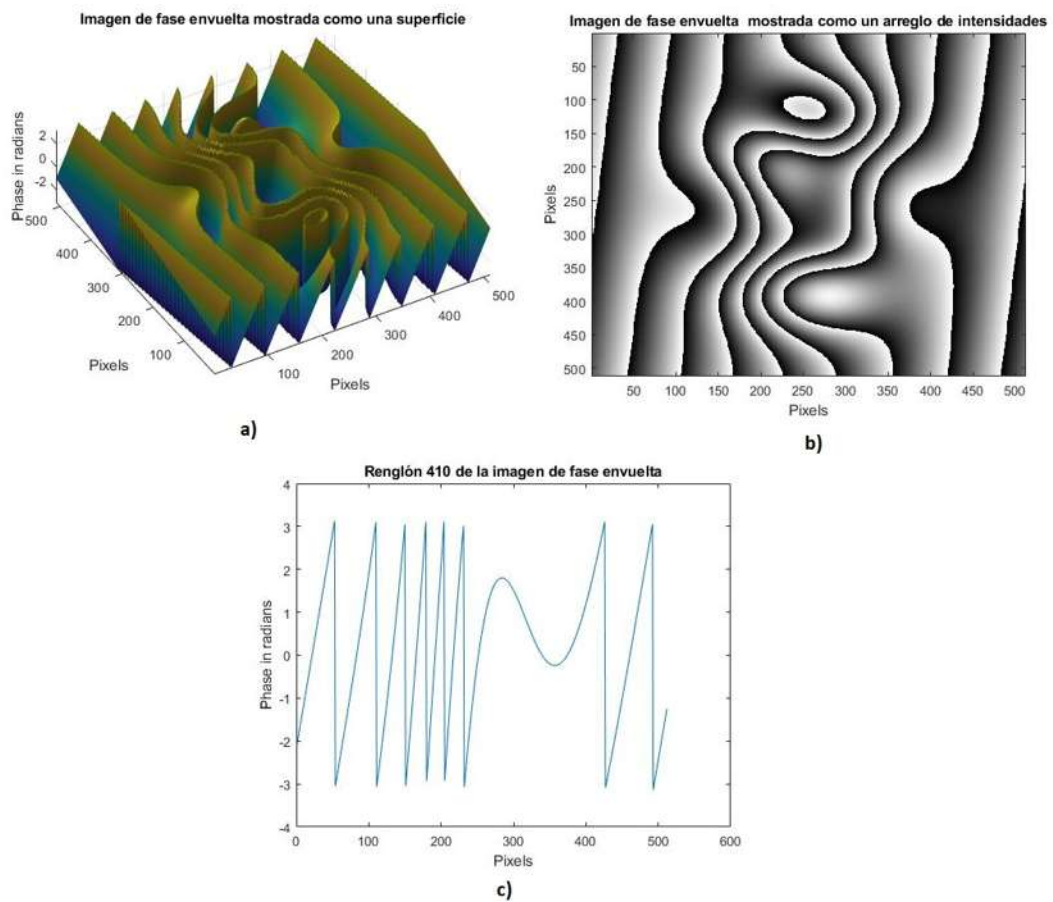 Imagen de fase envuelta mostrada como una superficie
Phase in radians
2
0
-2
500
400
300
200
100
Pixels
100
200
300
400
500
Pixels
a)
Imagen de fase envuelta mostrada como un arreglo de intensidades
Pixels
50
100
150
200
250
300
350
400
450
500
50 100 150 200 250 300 350 400 450 500
Pixels
b)
Renglón 410 de la imagen de fase envuelta
Phase in radians
4
3
2
1
0
-1
-2
-3
-4
0 100 200 300 400 500 600
Pixels
c)